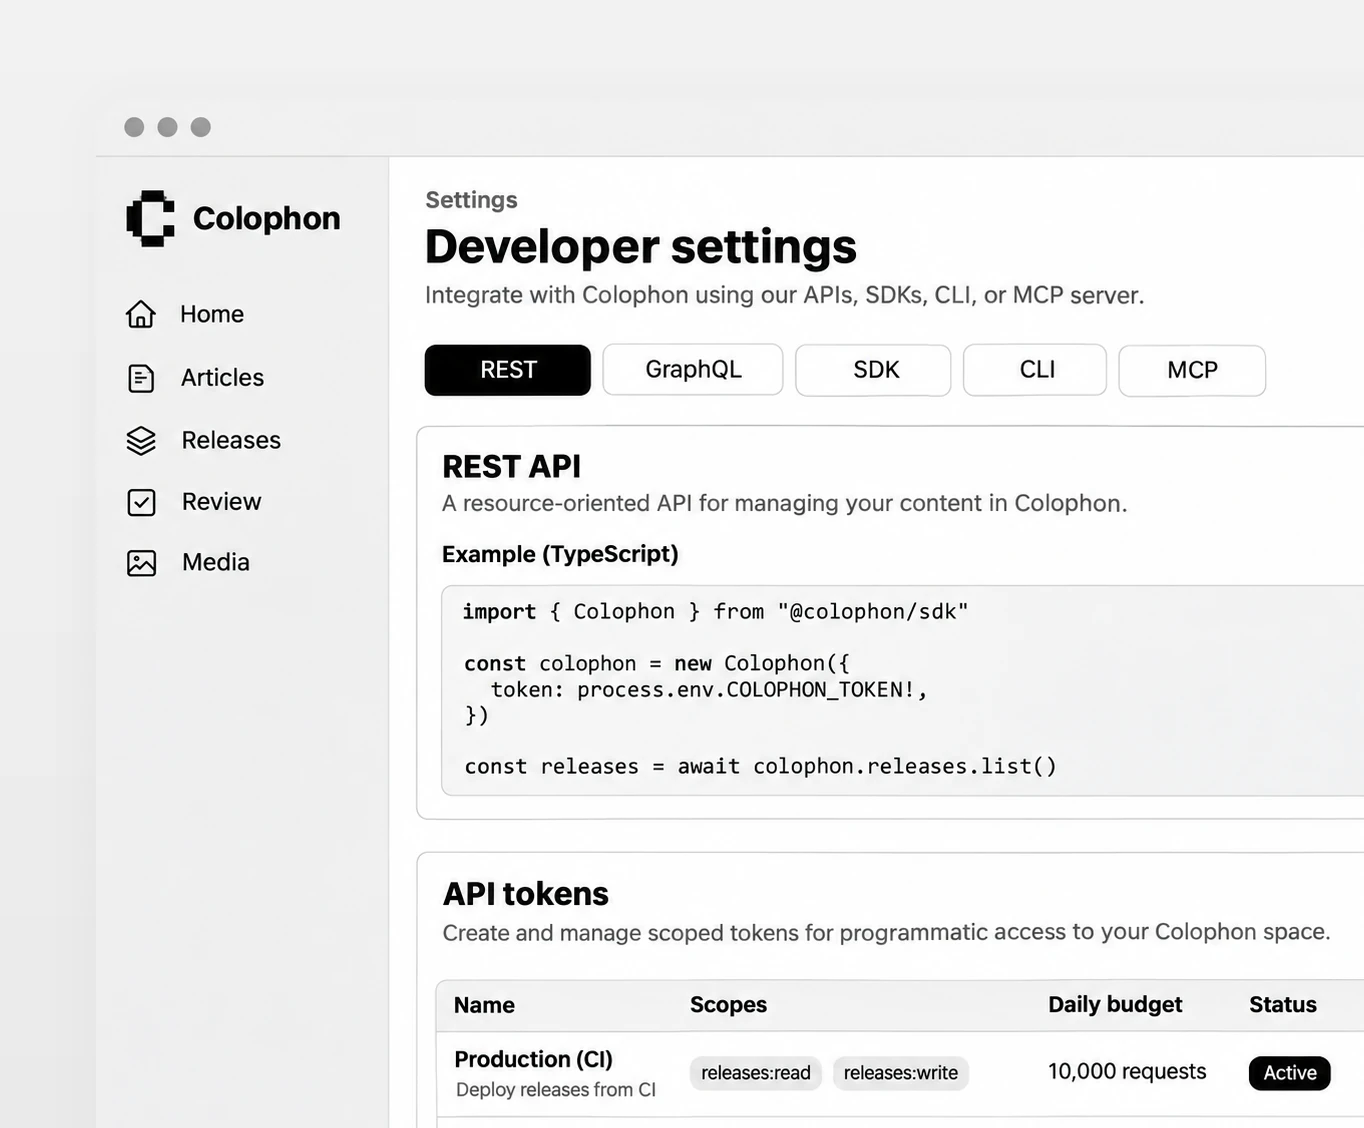 Colophon
Home
Articles
Releases
Review
Media
Settings
Developer settings
Integrate with Colophon using our APIs, SDKs, CLI, or MCP server.
REST
GraphQL
SDK
CLI
MCP
REST API
A resource-oriented API for managing your content in Colophon.
Example (TypeScript)
import { Colophon } from "@colophon/sdk"
const colophon = new Colophon({
  token: process.env.COLOPHON_TOKEN!,
})
const releases = await colophon.releases.list()
API tokens
Create and manage scoped tokens for programmatic access to your Colophon space.
Name Scopes Daily budget Status
Production (CI) releases:read releases:write 10,000 requests Active
Deploy releases from CI